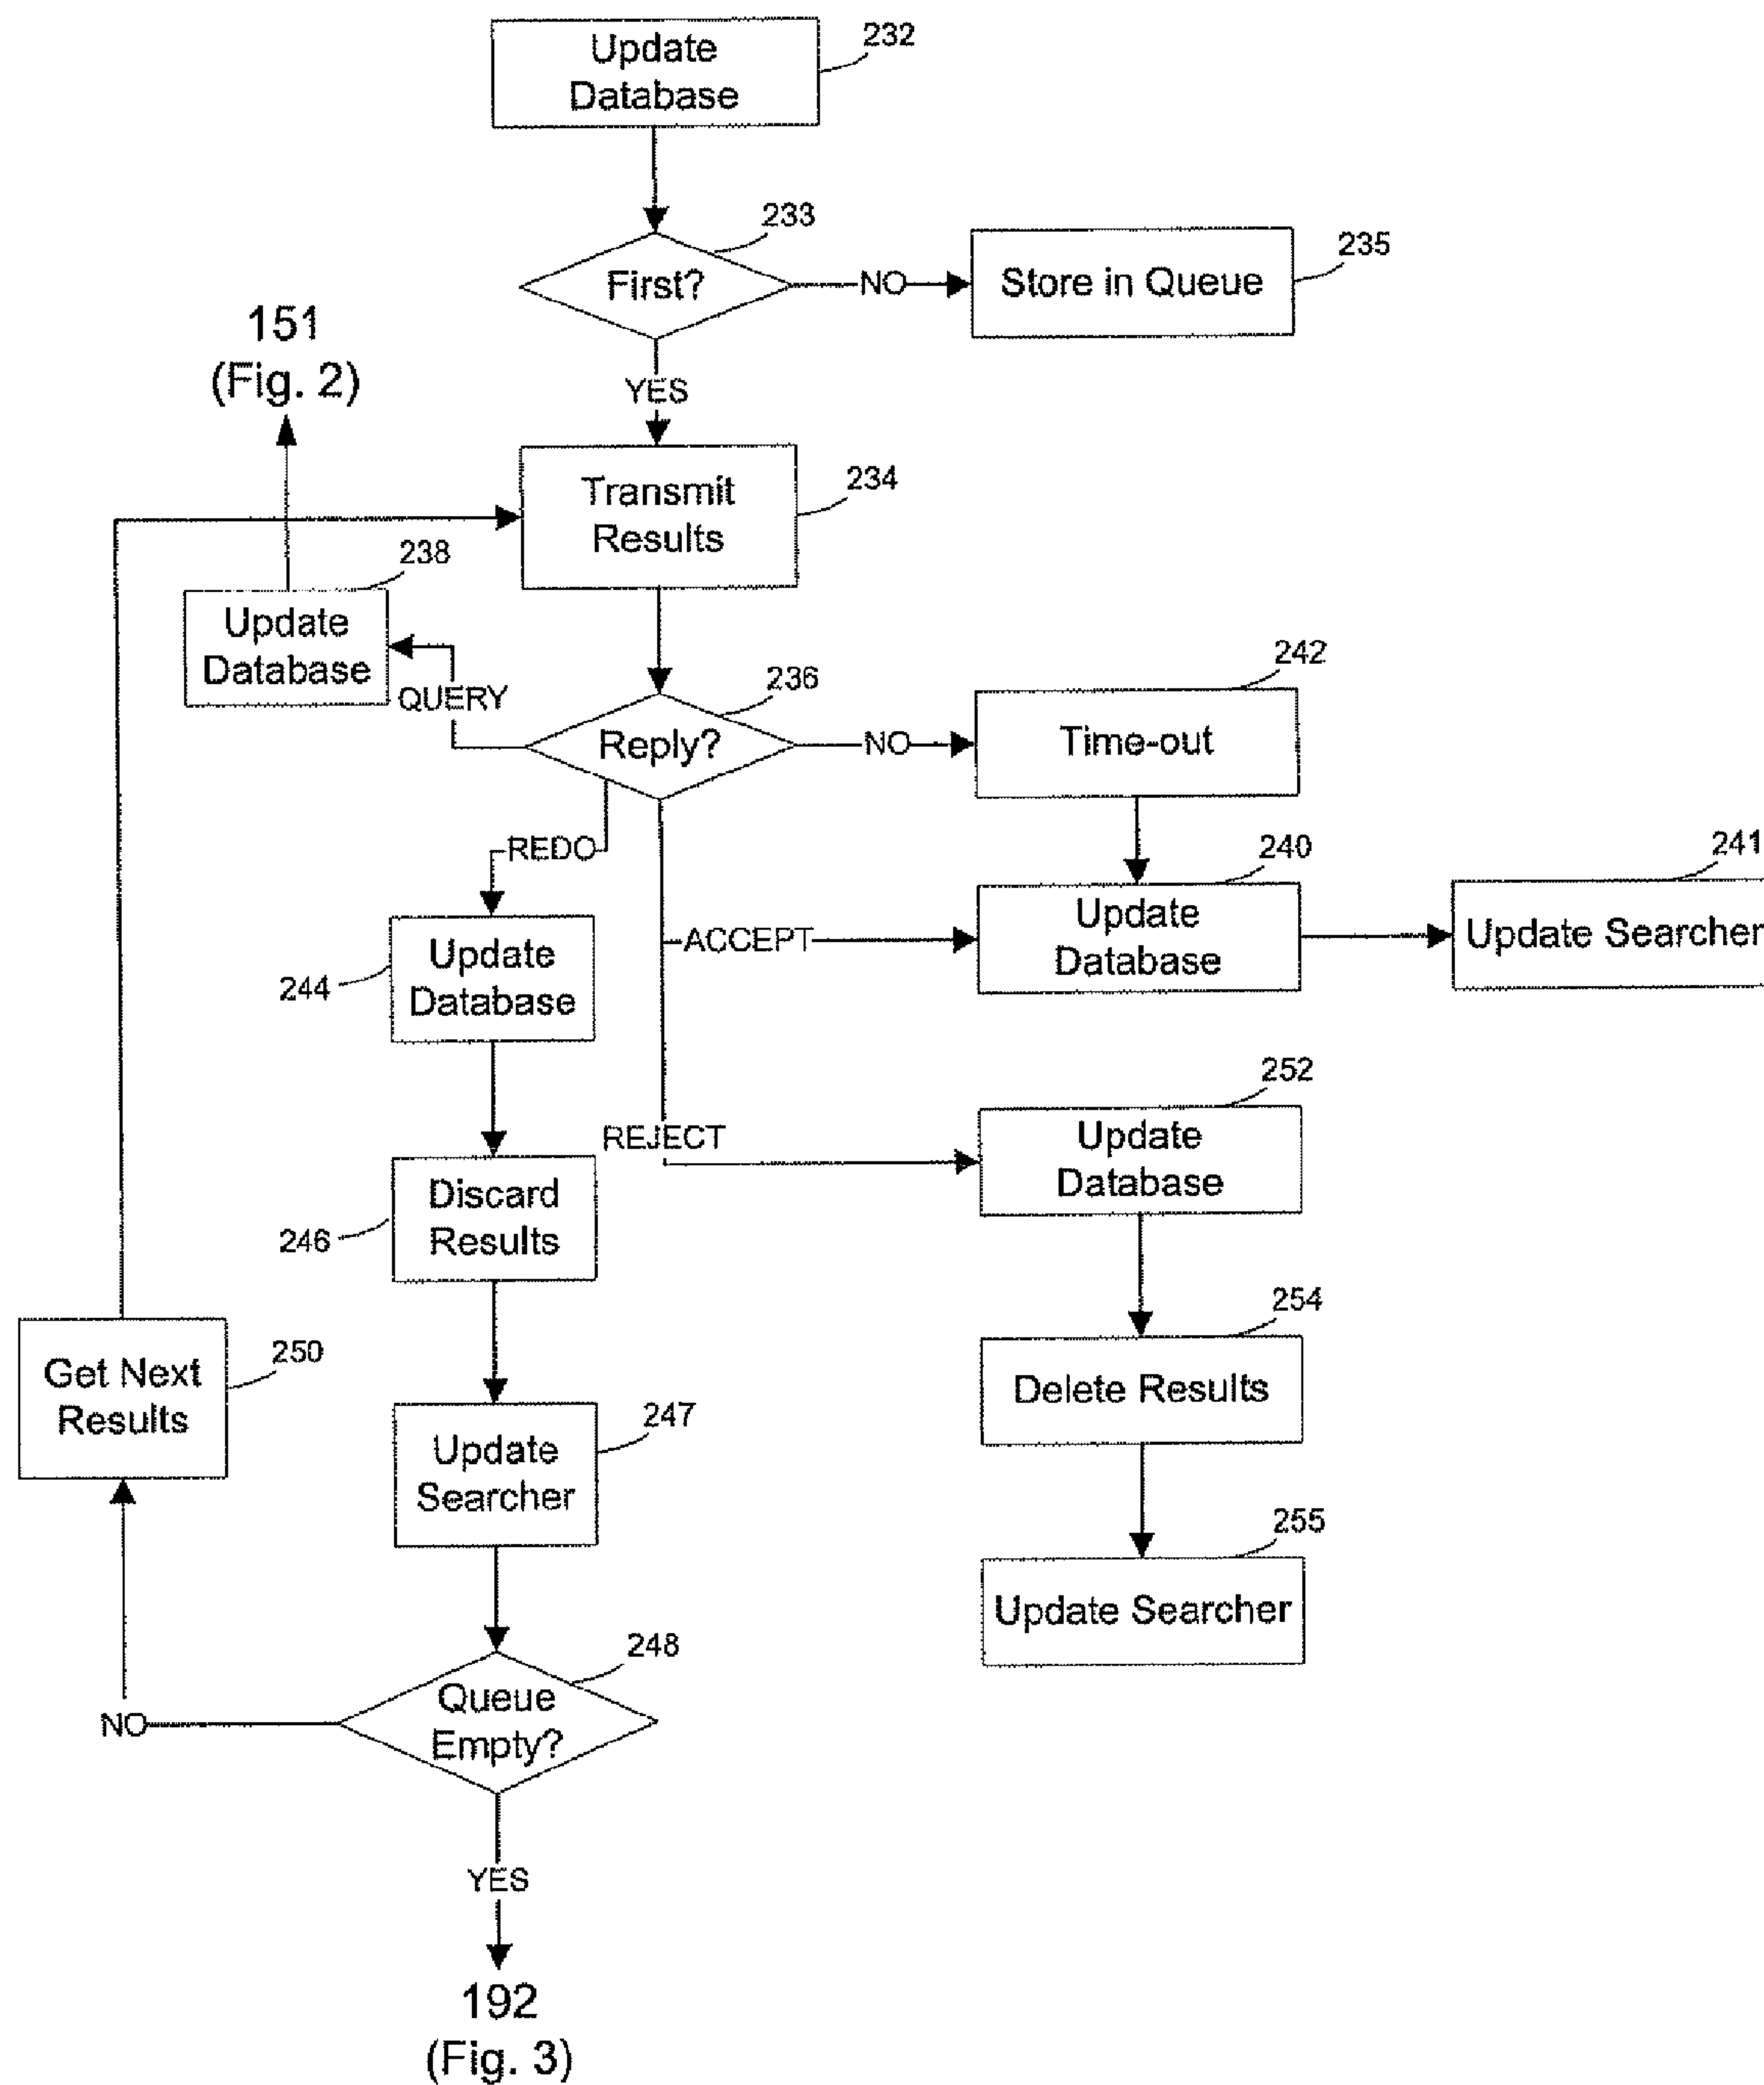 232
Update
Database
233
First?
NO
235
Store in Queue
151
(Fig. 2)
YES
234
Transmit
Results
238
Update
Database
QUERY
236
Reply?
NO
242
Time-out
REDO
240
241
ACCEPT
Update
Database
Update Searcher
244
Update
Database
252
REJECT
Update
Database
246
Discard
Results
254
Delete Results
250
Get Next
Results
247
Update
Searcher
255
Update Searcher
248
Queue
Empty?
NO
YES
192
(Fig. 3)